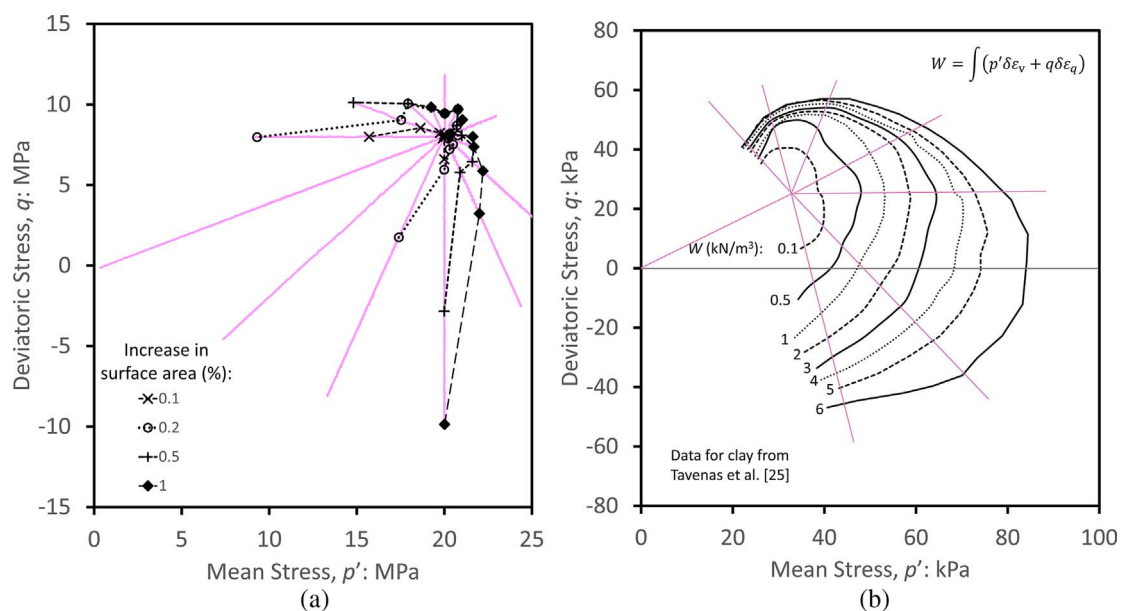 15
10
5
0
-5
-10
-15
Deviatoric Stress, q: MPa
Increase in
surface area (%):
0.1
0.2
0.5
1
0 5 10 15 20 25
Mean Stress, p’: MPa
(a)
80
60
40
20
0
-20
-40
-60
-80
Deviatoric Stress, q: kPa
W = ∫(p′δεᵥ + qδε_q)
W (kN/m³): 0.1
0.5
1
2
3
4
5
6
Data for clay from
Tavenas et al. [25]
0 20 40 60 80 100
Mean Stress, p’: kPa
(b)